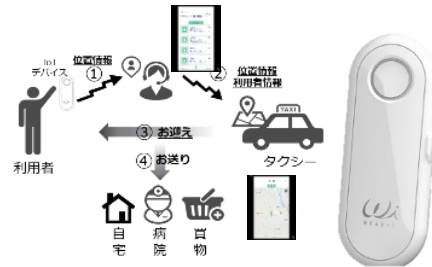 IoT
デバイス
位置情報
①
②
位置情報
利用者情報
TAXI
③ お迎え
④ お送り
利用者
タクシー
自宅
病院
買物
Wi